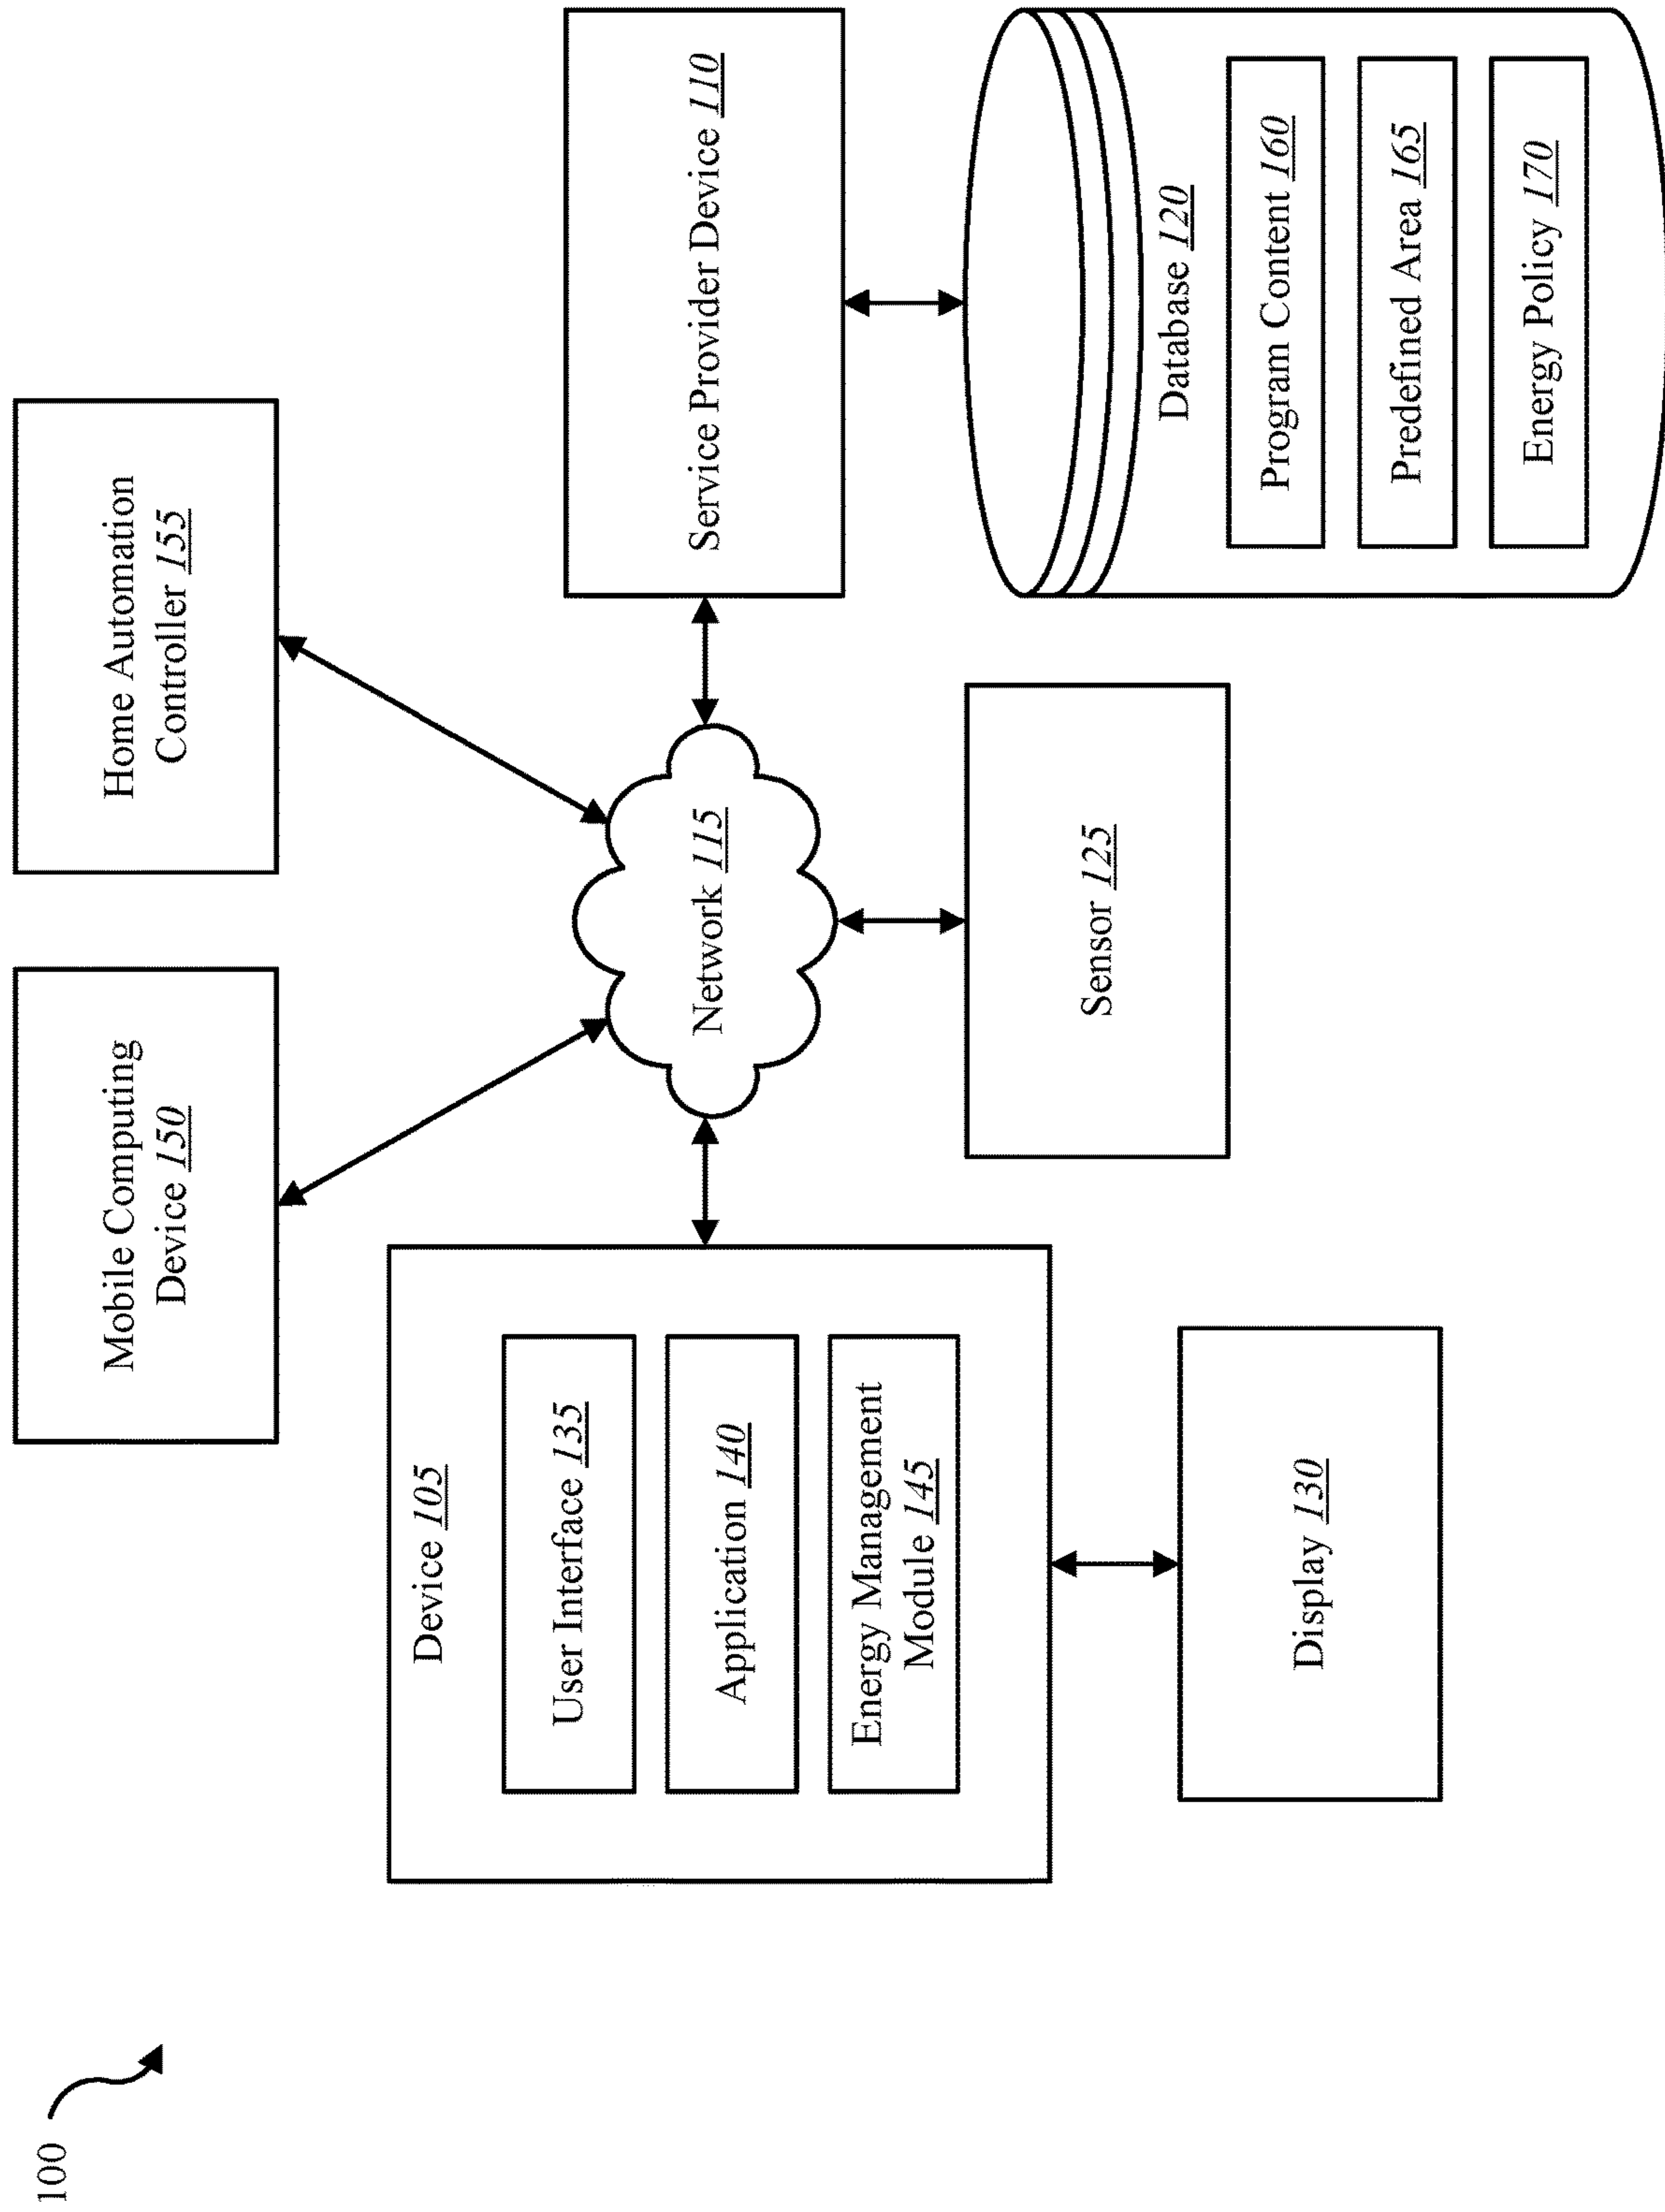 100
Mobile Computing
Device 150
Home Automation
Controller 155
Device 105
User Interface 135
Application 140
Energy Management
Module 145
Network 115
Service Provider Device 110
Display 130
Sensor 125
Database 120
Program Content 160
Predefined Area 165
Energy Policy 170